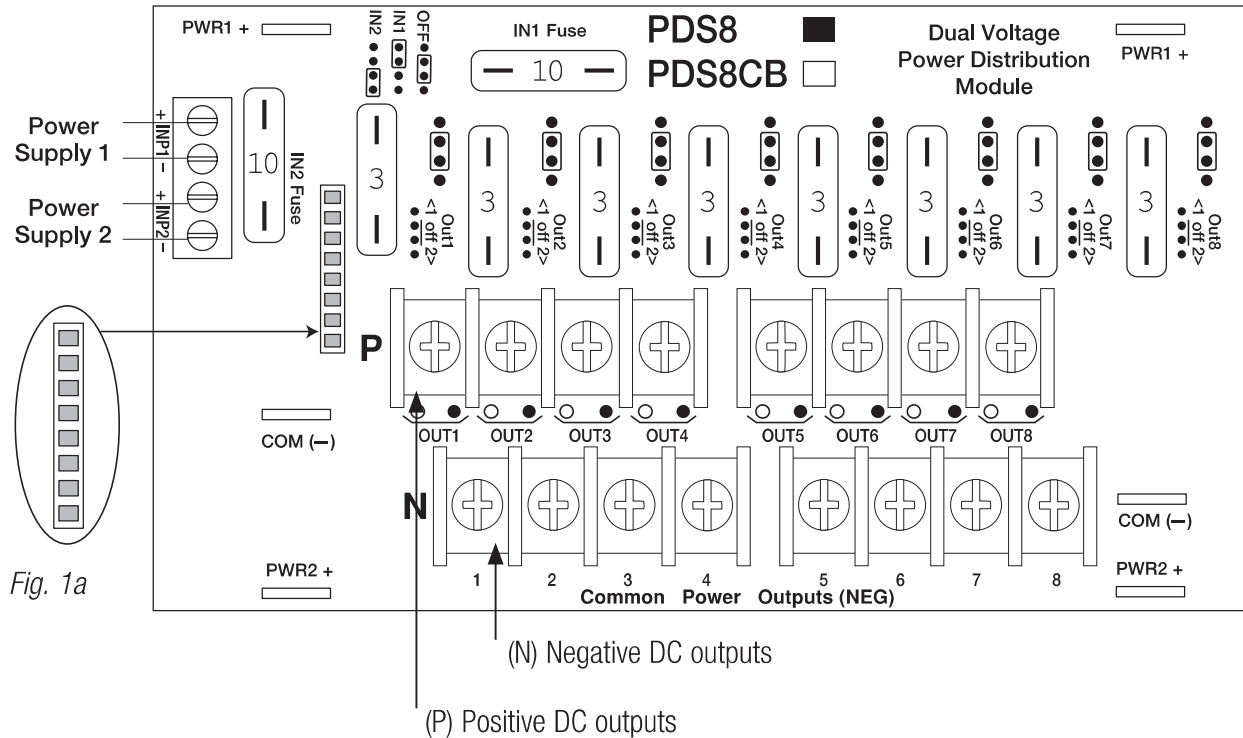 PWR1 +
IN2
IN1
OFF
IN1 Fuse
10
PDS8
PDS8CB
Dual Voltage
Power Distribution
Module
PWR1 +
Power
Supply 1
Power
Supply 2
+ INP1 -
+ INP2 -
10
IN2 Fuse
3
3
3
3
3
3
3
3
Out1
<1 off 2>
Out2
<1 off 2>
Out3
<1 off 2>
Out4
<1 off 2>
Out5
<1 off 2>
Out6
<1 off 2>
Out7
<1 off 2>
Out8
<1 off 2>
P
OUT1
OUT2
OUT3
OUT4
OUT5
OUT6
OUT7
OUT8
COM (–)
N
COM (–)
PWR2 +
1 2 3 4 5 6 7 8
Common Power Outputs (NEG)
PWR2 +
Fig. 1a
(N) Negative DC outputs
(P) Positive DC outputs